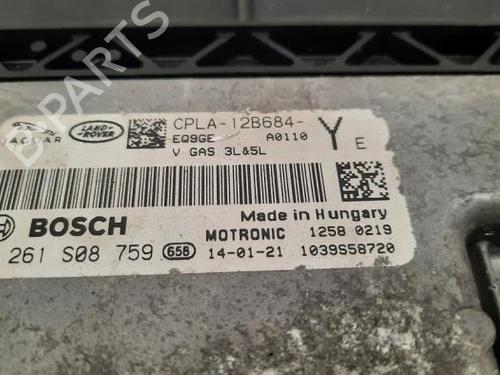 JAGUAR
LAND-
ROVER
CPLA-12B684-
Y E
EQ9GE A0110
V GAS 3L&5L
BOSCH
Made in Hungary
MOTRONIC 1258 0219
261 S08 759 658 14-01-21 1039S58720
B-PARTS